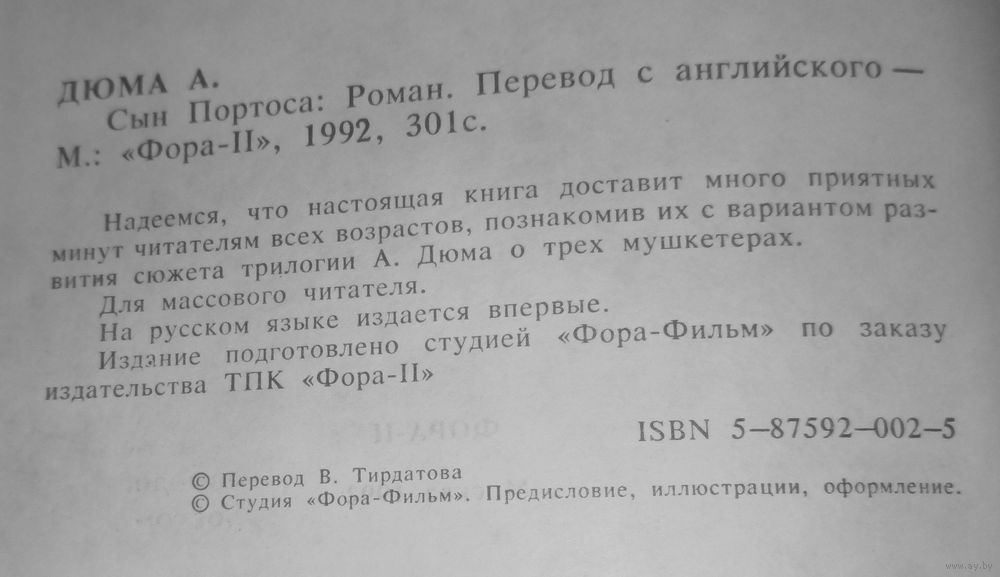 ДЮМА А.
Сын Портоса: Роман. Перевод с английского —
М.: «Фора-II», 1992, 301с.
Надеемся, что настоящая книга доставит много приятных
минут читателям всех возрастов, познакомив их с вариантом раз-
вития сюжета трилогии А. Дюма о трех мушкетерах.
Для массового читателя.
На русском языке издается впервые.
Издание подготовлено студией «Фора-Фильм» по заказу
издательства ТПК «Фора-II»
ISBN 5—87592—002—5
© Перевод В. Тирдатова
© Студия «Фора-Фильм». Предисловие, иллюстрации, оформление.
www.ay.by